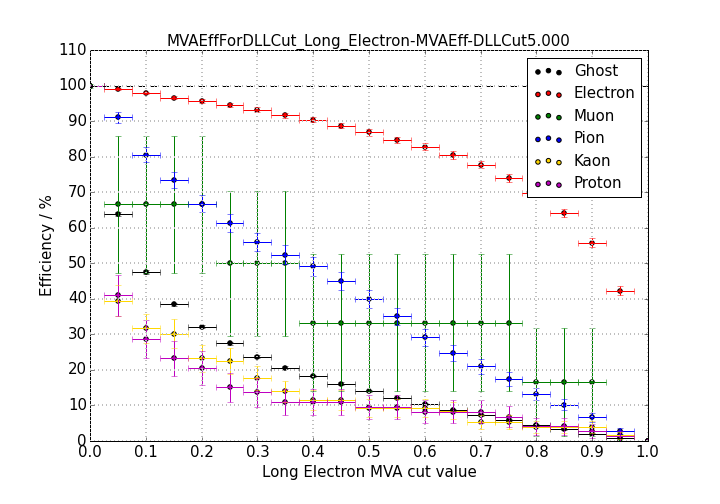 MVAEffForDLLCut_Long_Electron-MVAEff-DLLCut5.000
110
100
90
80
70
60
50
40
30
20
10
0
Efficiency / %
Ghost
Electron
Muon
Pion
Kaon
Proton
0.0 0.1 0.2 0.3 0.4 0.5 0.6 0.7 0.8 0.9 1.0
Long Electron MVA cut value